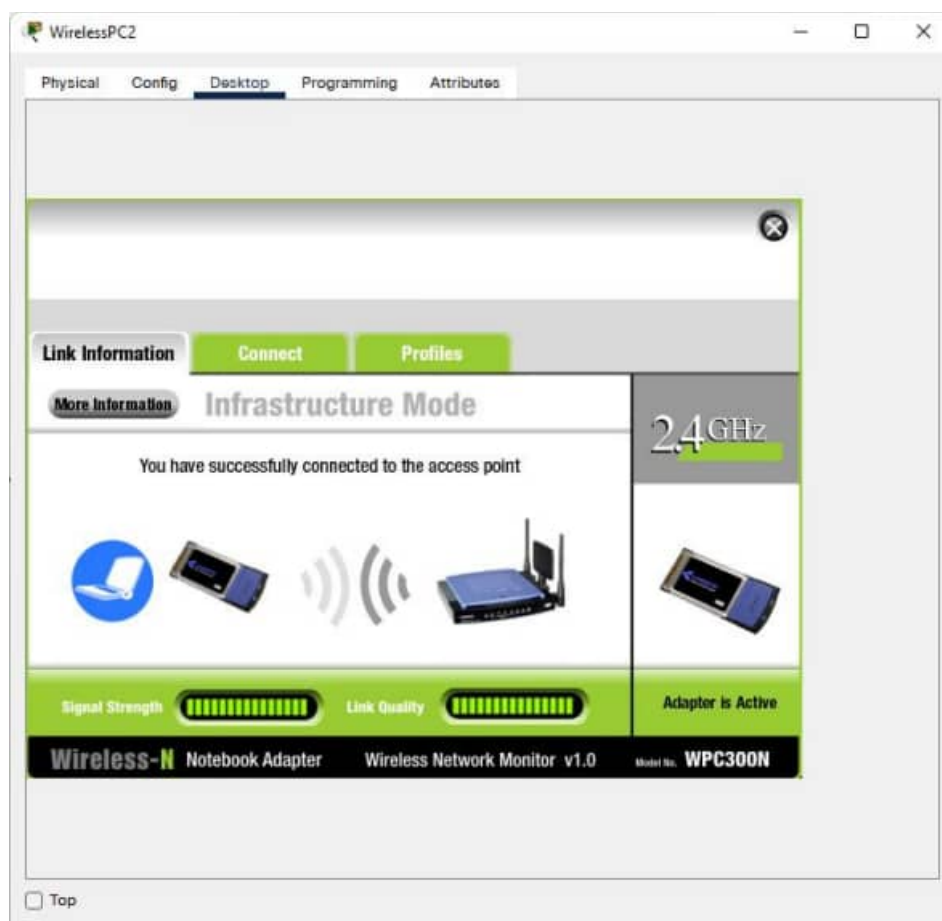 WirelessPC2
Physical Config Desktop Programming Attributes
Link Information Connect Profiles
More Information Infrastructure Mode
2.4GHz
You have successfully connected to the access point
Signal Strength Link Quality Adapter is Active
Wireless-N Notebook Adapter Wireless Network Monitor v1.0 Model No. WPC300N
Top